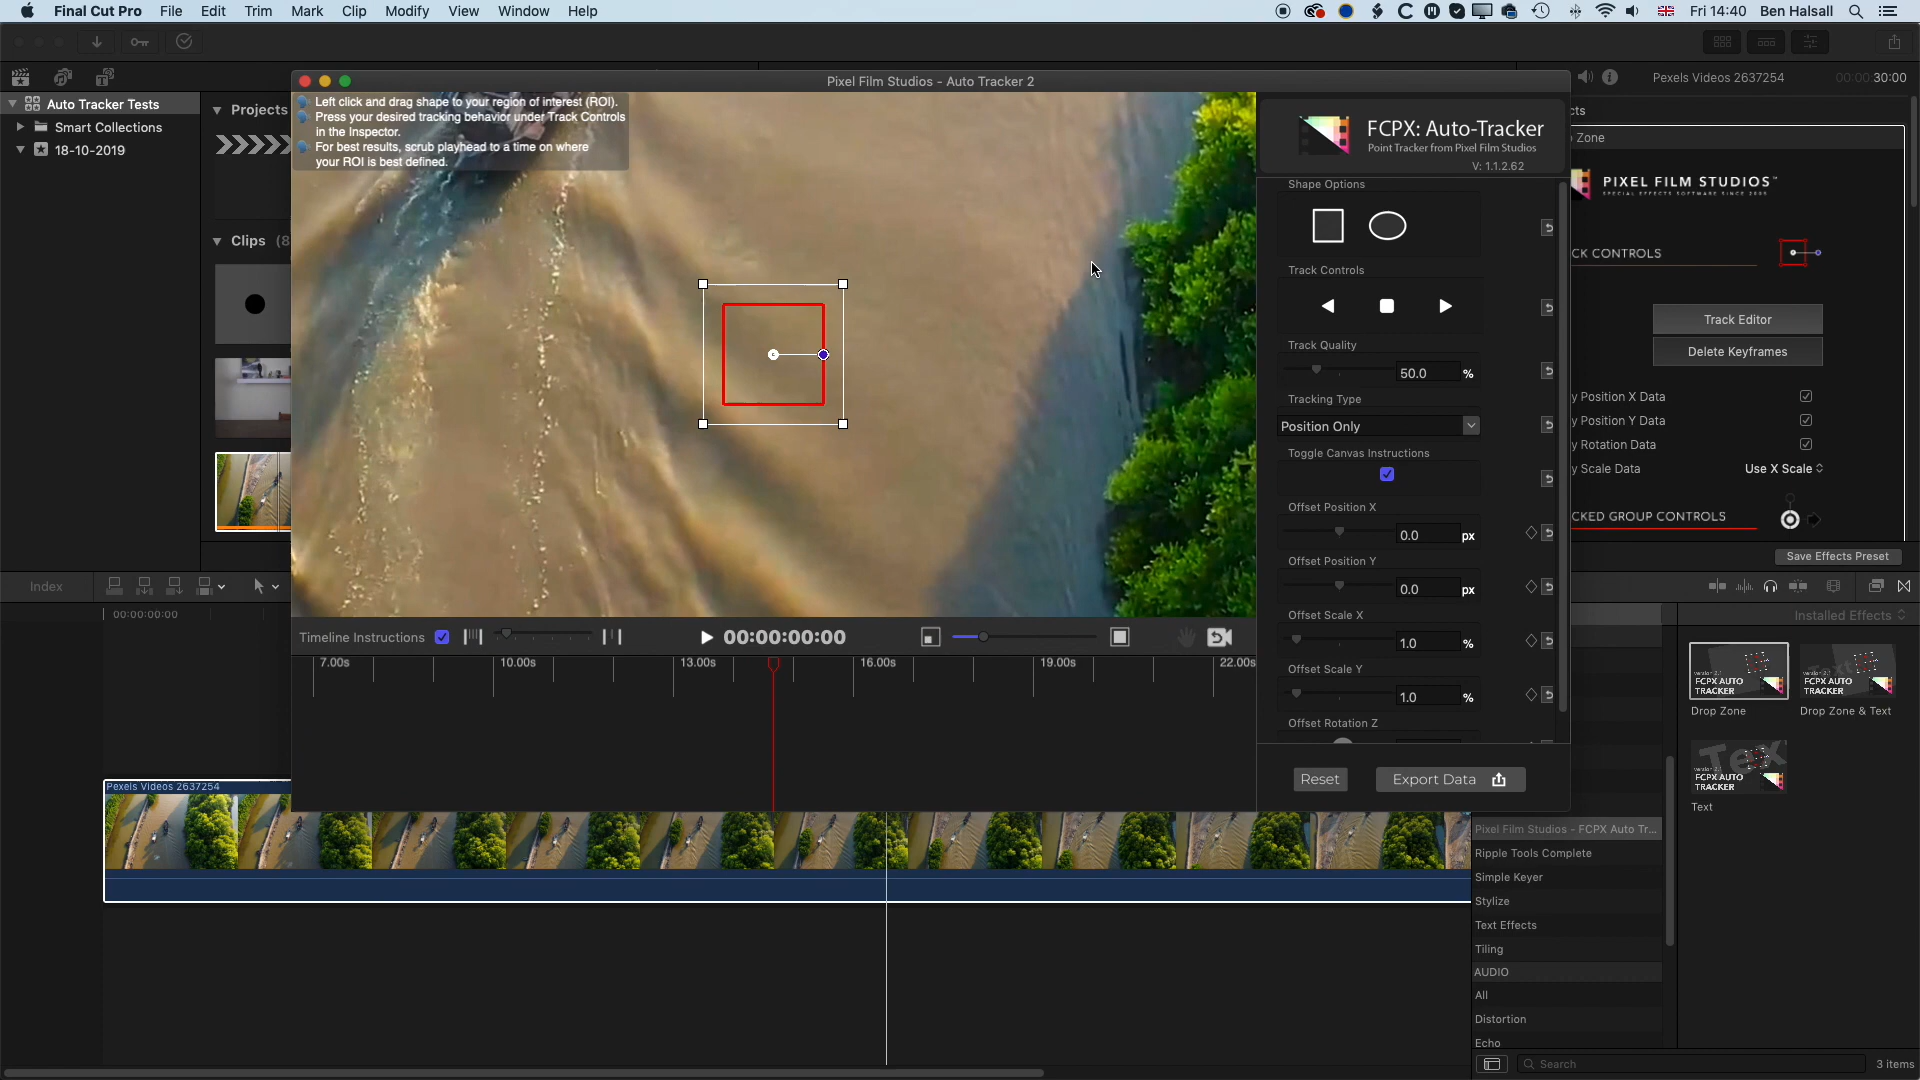 Final Cut Pro File Edit Trim Mark Clip Modify View Window Help
Fri 14:40 Ben Halsall
Pixel Film Studios - Auto Tracker 2
Pexels Videos 2637254
00:00:30:00
Auto Tracker Tests
Smart Collections
18-10-2019
Projects
Clips (8
Left click and drag shape to your region of interest (ROI).
Press your desired tracking behavior under Track Controls
in the Inspector.
For best results, scrub playhead to a time on where
your ROI is best defined.
FCPX: Auto-Tracker
Point Tracker from Pixel Film Studios
V: 1.1.2.62
Shape Options
Track Controls
Track Quality
50.0 %
Tracking Type
Position Only
Toggle Canvas Instructions
Offset Position X
0.0 px
Offset Position Y
0.0 px
Offset Scale X
1.0 %
Offset Scale Y
1.0 %
Offset Rotation Z
Reset
Export Data
cts
Zone
PIXEL FILM STUDIOS™
SPECIAL EFFECTS SOFTWARE SINCE 2006
CK CONTROLS
Track Editor
Delete Keyframes
y Position X Data
y Position Y Data
y Rotation Data
y Scale Data
Use X Scale
CKED GROUP CONTROLS
Save Effects Preset
Timeline Instructions
00:00:00:00
7.00s 10.00s 13.00s 16.00s 19.00s 22.00s
Index
00:00:00:00
Pexels Videos 2637254
Installed Effects
FCPX AUTO
TRACKER
Drop Zone
FCPX AUTO
TRACKER
Drop Zone & Text
FCPX AUTO
TRACKER
Text
Pixel Film Studios - FCPX Auto Tr...
Ripple Tools Complete
Simple Keyer
Stylize
Text Effects
Tiling
AUDIO
All
Distortion
Echo
Search
3 items